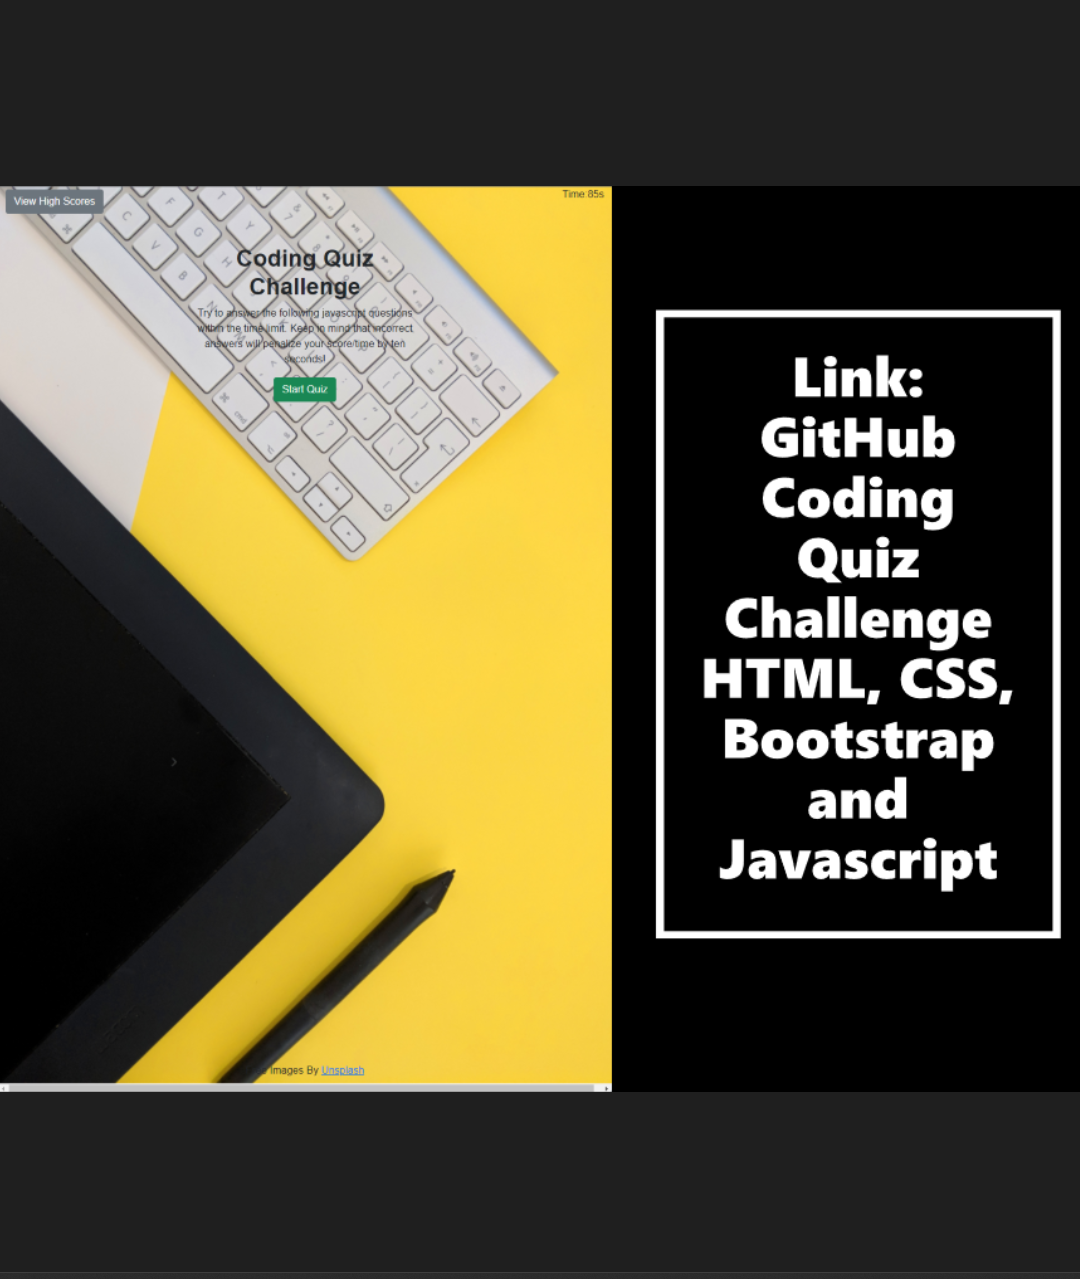 View High Scores
Time:85s
Coding Quiz
Challenge
Try to answer the following javascript questions
within the time limit. Keep in mind that incorrect
answers will penalize your score/time by ten
seconds!
Start Quiz
Images By Unsplash
Link:
GitHub
Coding
Quiz
Challenge
HTML, CSS,
Bootstrap
and
Javascript